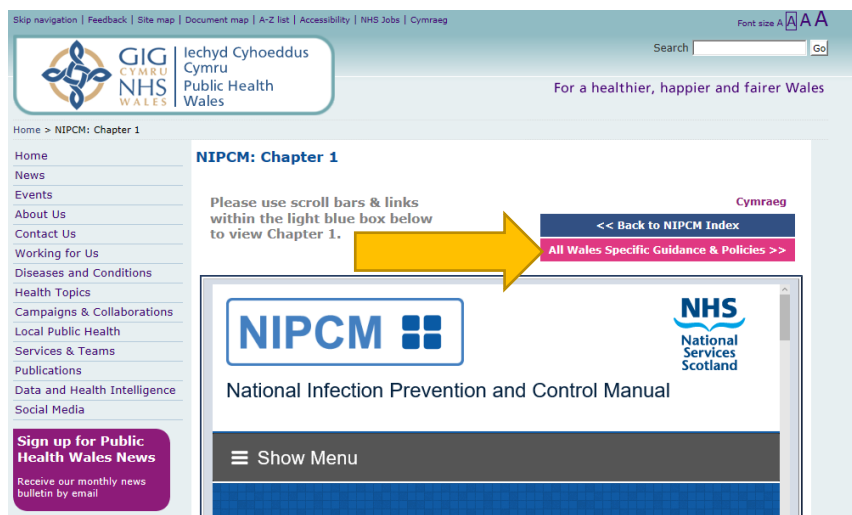 Skip navigation | Feedback | Site map | Document map | A-Z list | Accessibility | NHS Jobs | Cymraeg
Font size A A A A
GIG
CYMRU
NHS
WALES
Iechyd Cyhoeddus
Cymru
Public Health
Wales
Search
Go
For a healthier, happier and fairer Wales
Home > NIPCM: Chapter 1
Home
News
Events
About Us
Contact Us
Working for Us
Diseases and Conditions
Health Topics
Campaigns & Collaborations
Local Public Health
Services & Teams
Publications
Data and Health Intelligence
Social Media
Sign up for Public
Health Wales News
Receive our monthly news
bulletin by email
NIPCM: Chapter 1
Please use scroll bars & links
within the light blue box below
to view Chapter 1.
Cymraeg
<< Back to NIPCM Index
All Wales Specific Guidance & Policies >>
NIPCM
NHS
National
Services
Scotland
National Infection Prevention and Control Manual
Show Menu